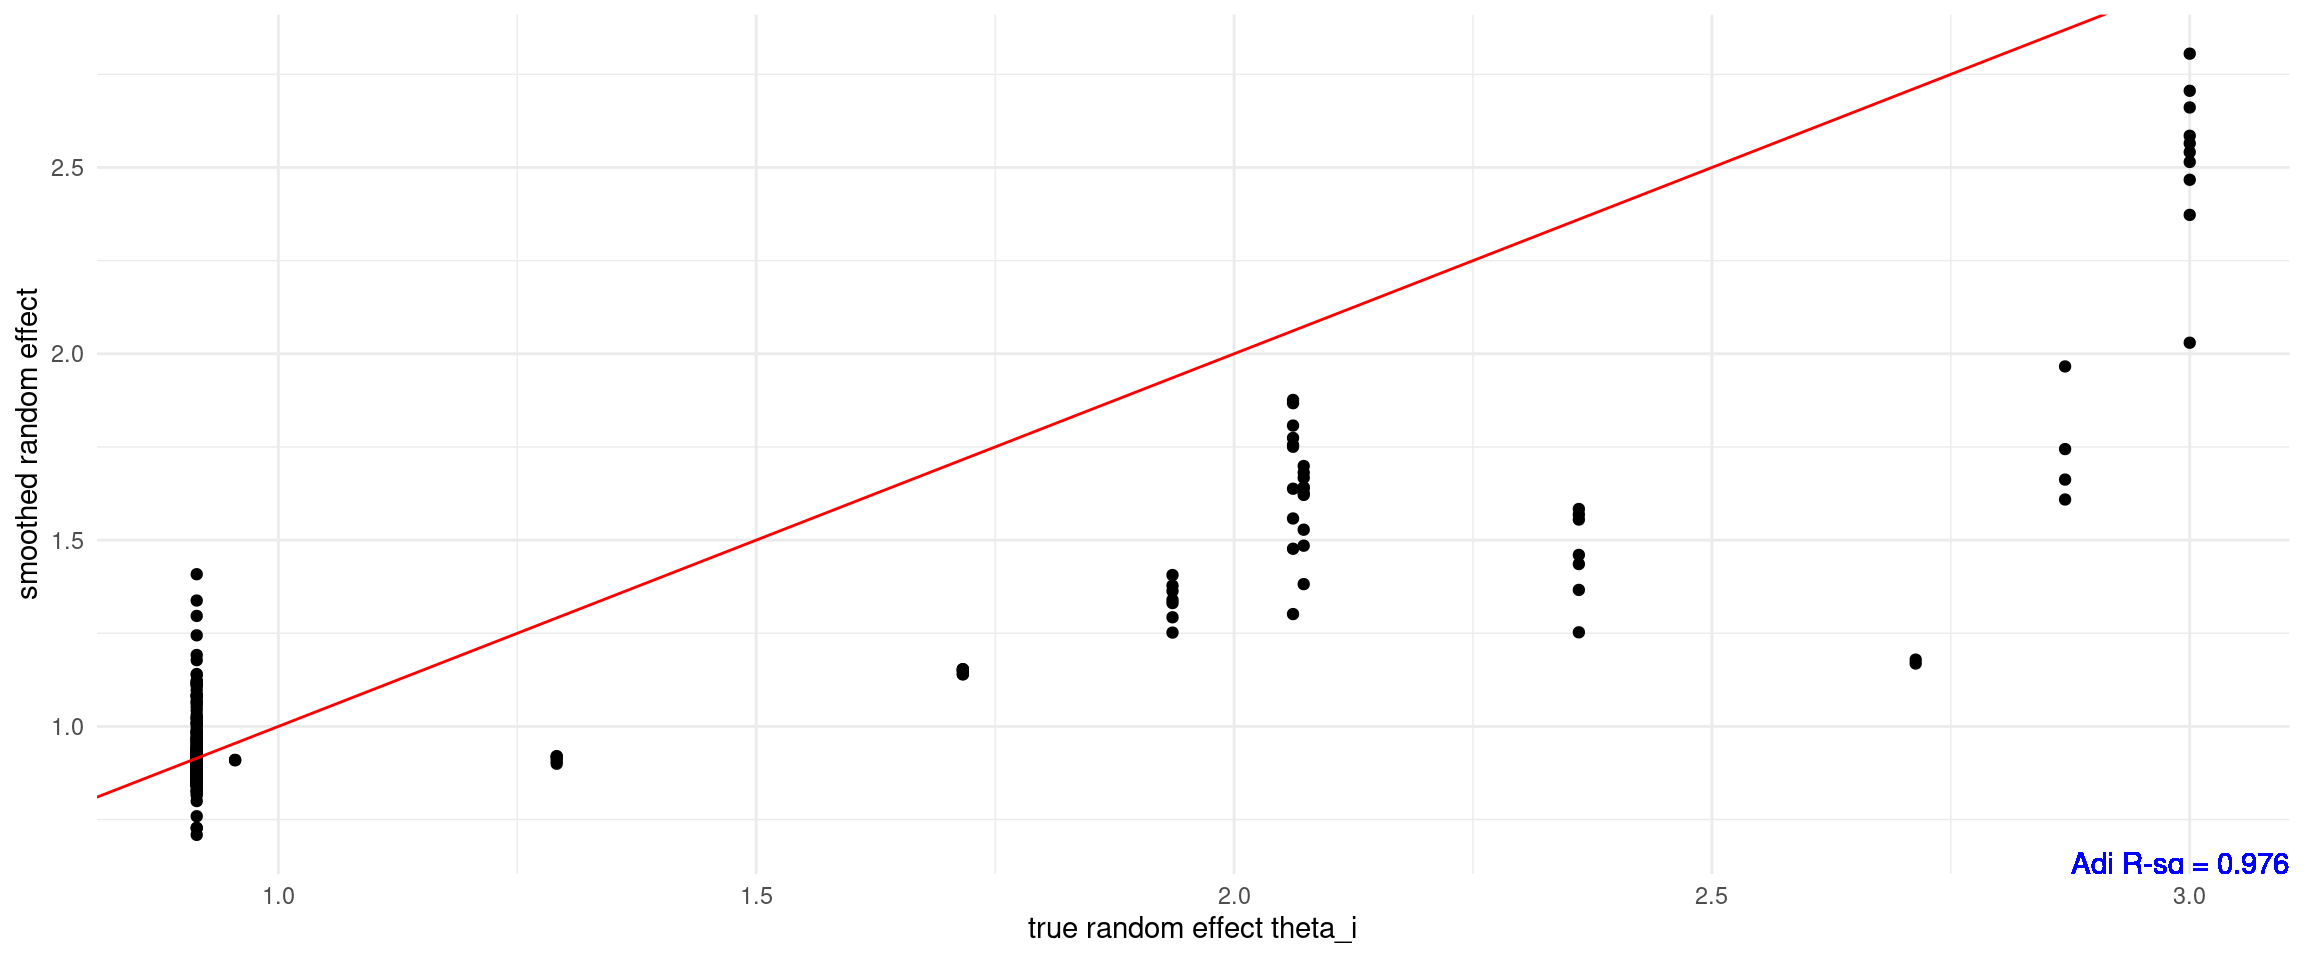 smoothed random effect
2.5
2.0
1.5
1.0
Adj R-sq = 0.976
1.0 1.5 2.0 2.5 3.0
true random effect theta_i